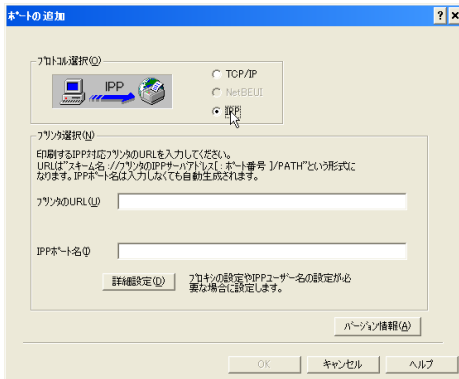 ﾎﾟｰﾄの追加
ﾌﾟﾛﾄｺﾙ選択(O)
IPP
TCP/IP
NetBEUI
IPP
ﾌﾟﾘﾝﾀ選択(N)
印刷するIPP対応ﾌﾟﾘﾝﾀのURLを入力してください。
URLは"ｽｷｰﾑ名://ﾌﾟﾘﾝﾀのIPPｻｰﾊﾞｱﾄﾞﾚｽ[:ﾎﾟｰﾄ番号 ]/PATH"という形式に
なります。IPPﾎﾟｰﾄ名は入力しなくても自動生成されます。
ﾌﾟﾘﾝﾀのURL(U)
IPPﾎﾟｰﾄ名(I)
詳細設定(D)
ﾌﾟﾛｷｼの設定やIPPﾕｰｻﾞｰ名の設定が必
要な場合に設定します。
ﾊﾞｰｼﾞｮﾝ情報(A)
OK
ｷｬﾝｾﾙ
ﾍﾙﾌﾟ